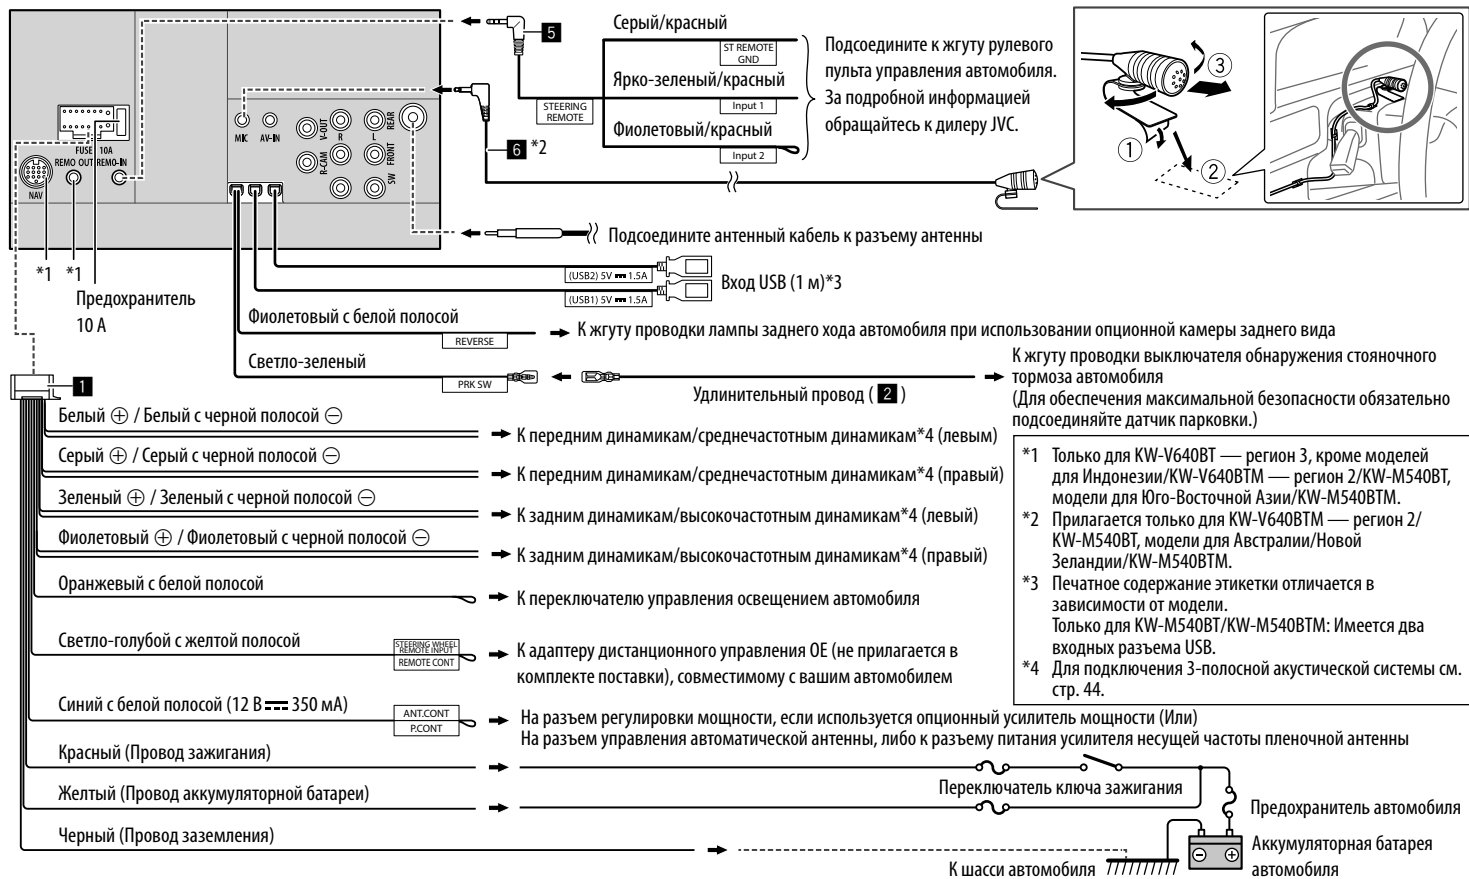 Серый/красный
5
ST REMOTE
GND
Ярко-зеленый/красный
STEERING
REMOTE
Input 1
Фиолетовый/красный
Input 2
Подсоедините к жгуту рулевого
пульта управления автомобиля.
За подробной информацией
обращайтесь к дилеру JVC.
3
1
2
MIC
AV-IN
V-OUT
R
L
REAR
R-CAM
FRONT
SW
FUSE 10A
REMO OUT
REMO-IN
NAV
6 *2
Подсоедините антенный кабель к разъему антенны
*1 *1
Предохранитель
10 А
(USB2) 5V 1.5A
(USB1) 5V 1.5A
Вход USB (1 м)*3
Фиолетовый с белой полосой
REVERSE
К жгуту проводки лампы заднего хода автомобиля при использовании опционной камеры заднего вида
Светло-зеленый
PRK SW
Удлинительный провод ( 2 )
К жгуту проводки выключателя обнаружения стояночного
тормоза автомобиля
(Для обеспечения максимальной безопасности обязательно
подсоединяйте датчик парковки.)
1
Белый ⊕ / Белый с черной полосой ⊖
К передним динамикам/среднечастотным динамикам*4 (левым)
Серый ⊕ / Серый с черной полосой ⊖
К передним динамикам/среднечастотным динамикам*4 (правый)
Зеленый ⊕ / Зеленый с черной полосой ⊖
К задним динамикам/высокочастотным динамикам*4 (левый)
Фиолетовый ⊕ / Фиолетовый с черной полосой ⊖
К задним динамикам/высокочастотным динамикам*4 (правый)
Оранжевый с белой полосой
К переключателю управления освещением автомобиля
Светло-голубой с желтой полосой
STEERING WHEEL
REMOTE INPUT
REMOTE CONT
К адаптеру дистанционного управления OE (не прилагается в
комплекте поставки), совместимому с вашим автомобилем
Синий с белой полосой (12 В 350 мА)
ANT.CONT
P.CONT
На разъем регулировки мощности, если используется опционный усилитель мощности (Или)
На разъем управления автоматической антенны, либо к разъему питания усилителя несущей частоты пленочной антенны
Красный (Провод зажигания)
Переключатель ключа зажигания
Желтый (Провод аккумуляторной батареи)
Предохранитель автомобиля
Черный (Провод заземления)
К шасси автомобиля
Аккумуляторная батарея
автомобиля
*1 Только для KW-V640BT — регион 3, кроме моделей
для Индонезии/KW-V640BTM — регион 2/KW-M540BT,
модели для Юго-Восточной Азии/KW-M540BTM.
*2 Прилагается только для KW-V640BTM — регион 2/
KW-M540BT, модели для Австралии/Новой
Зеландии/KW-M540BTM.
*3 Печатное содержание этикетки отличается в
зависимости от модели.
Только для KW-M540BT/KW-M540BTM: Имеется два
входных разъема USB.
*4 Для подключения 3-полосной акустической системы см.
стр. 44.